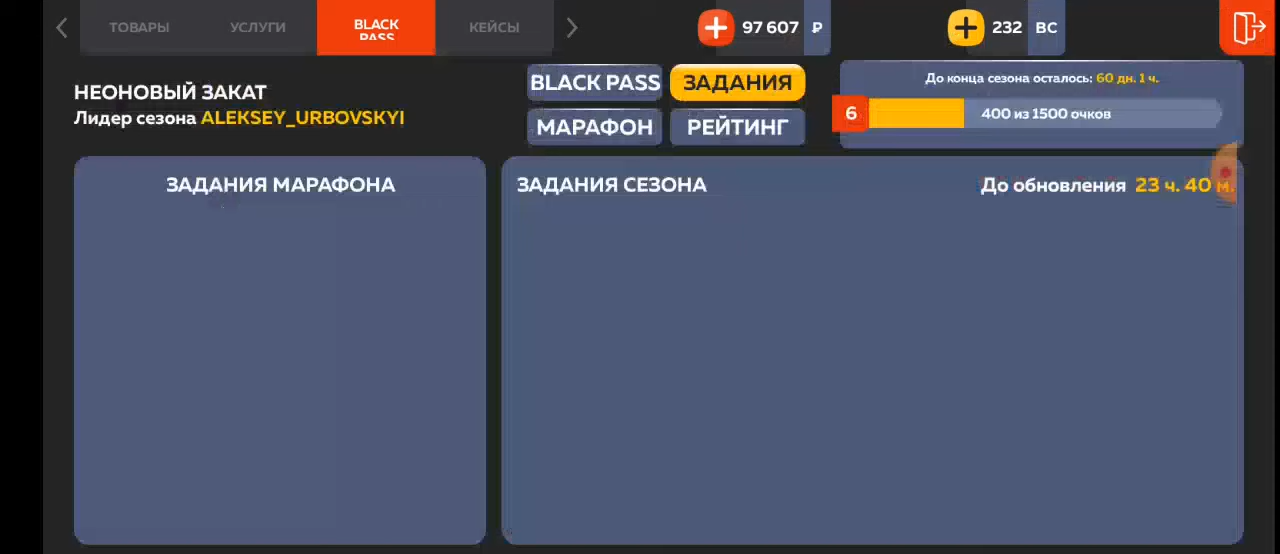 ТОВАРЫ УСЛУГИ BLACK PASS КЕЙСЫ 97 607 ₽ 232 BC
НЕОНОВЫЙ ЗАКАТ
Лидер сезона ALEKSEY_URBOVSKYI
BLACK PASS ЗАДАНИЯ
МАРАФОН РЕЙТИНГ
До конца сезона осталось: 60 дн. 1 ч.
6 400 из 1500 очков
ЗАДАНИЯ МАРАФОНА
ЗАДАНИЯ СЕЗОНА До обновления 23 ч. 40 м.